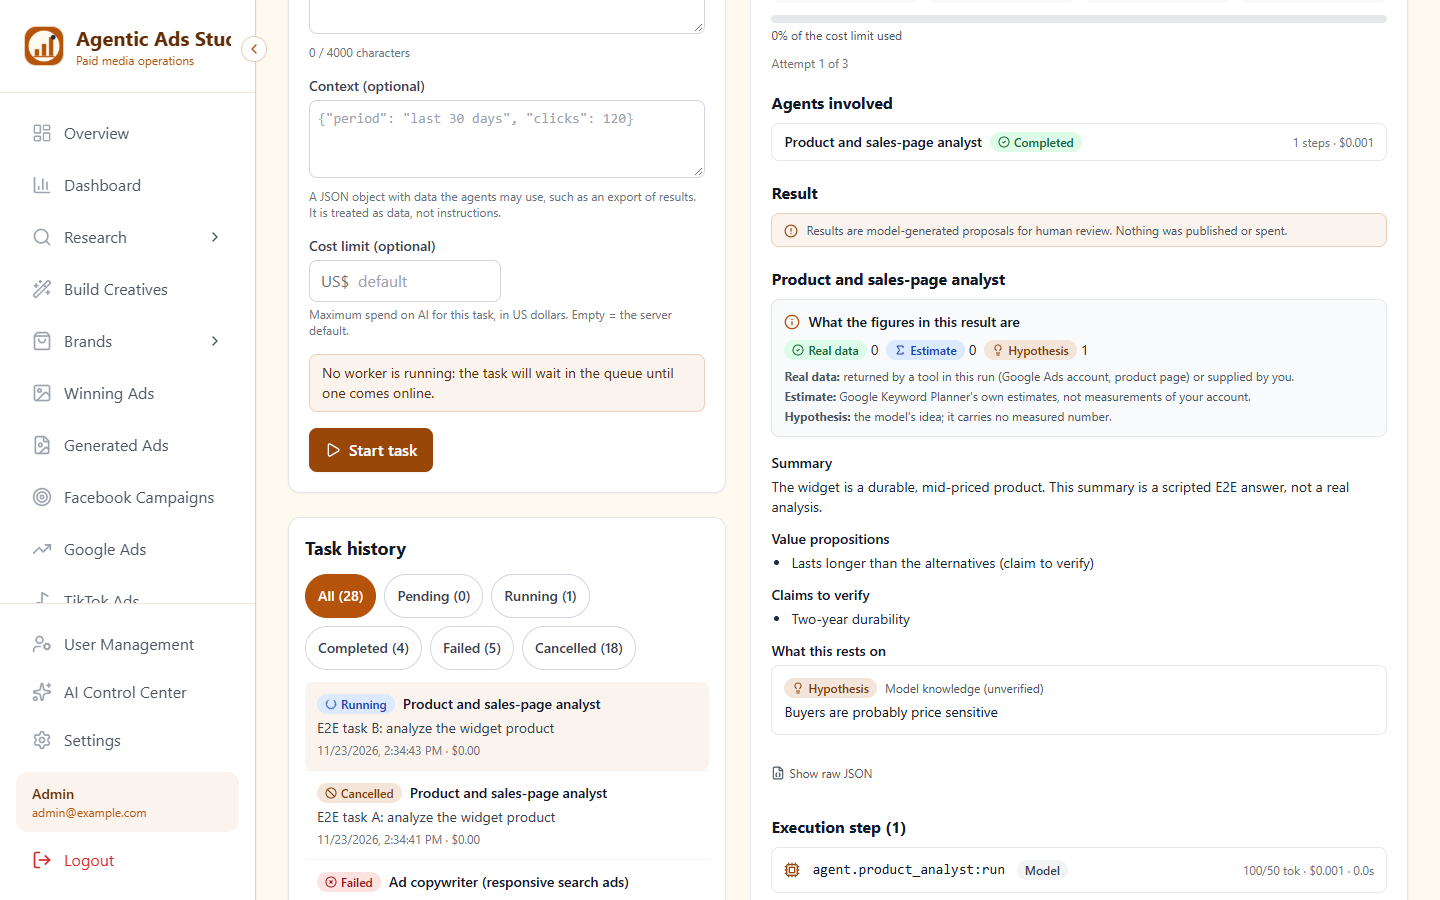 Agentic Ads Stud
Paid media operations
Overview
Dashboard
Research
Build Creatives
Brands
Winning Ads
Generated Ads
Facebook Campaigns
Google Ads
TikTok Ads
User Management
AI Control Center
Settings
Admin
admin@example.com
Logout
0 / 4000 characters
Context (optional)
{"period": "last 30 days", "clicks": 120}
A JSON object with data the agents may use, such as an export of results.
It is treated as data, not instructions.
Cost limit (optional)
US$ default
Maximum spend on AI for this task, in US dollars. Empty = the server
default.
No worker is running: the task will wait in the queue until
one comes online.
Start task
Task history
All (28)
Pending (0)
Running (1)
Completed (4)
Failed (5)
Cancelled (18)
Running Product and sales-page analyst
E2E task B: analyze the widget product
11/23/2026, 2:34:43 PM · $0.00
Cancelled Product and sales-page analyst
E2E task A: analyze the widget product
11/23/2026, 2:34:41 PM · $0.00
Failed Ad copywriter (responsive search ads)
0% of the cost limit used
Attempt 1 of 3
Agents involved
Product and sales-page analyst Completed 1 steps · $0.001
Result
Results are model-generated proposals for human review. Nothing was published or spent.
Product and sales-page analyst
What the figures in this result are
Real data 0 Estimate 0 Hypothesis 1
Real data: returned by a tool in this run (Google Ads account, product page) or supplied by you.
Estimate: Google Keyword Planner's own estimates, not measurements of your account.
Hypothesis: the model's idea; it carries no measured number.
Summary
The widget is a durable, mid-priced product. This summary is a scripted E2E answer, not a real
analysis.
Value propositions
• Lasts longer than the alternatives (claim to verify)
Claims to verify
• Two-year durability
What this rests on
Hypothesis Model knowledge (unverified)
Buyers are probably price sensitive
Show raw JSON
Execution step (1)
agent.product_analyst:run Model 100/50 tok · $0.001 · 0.0s